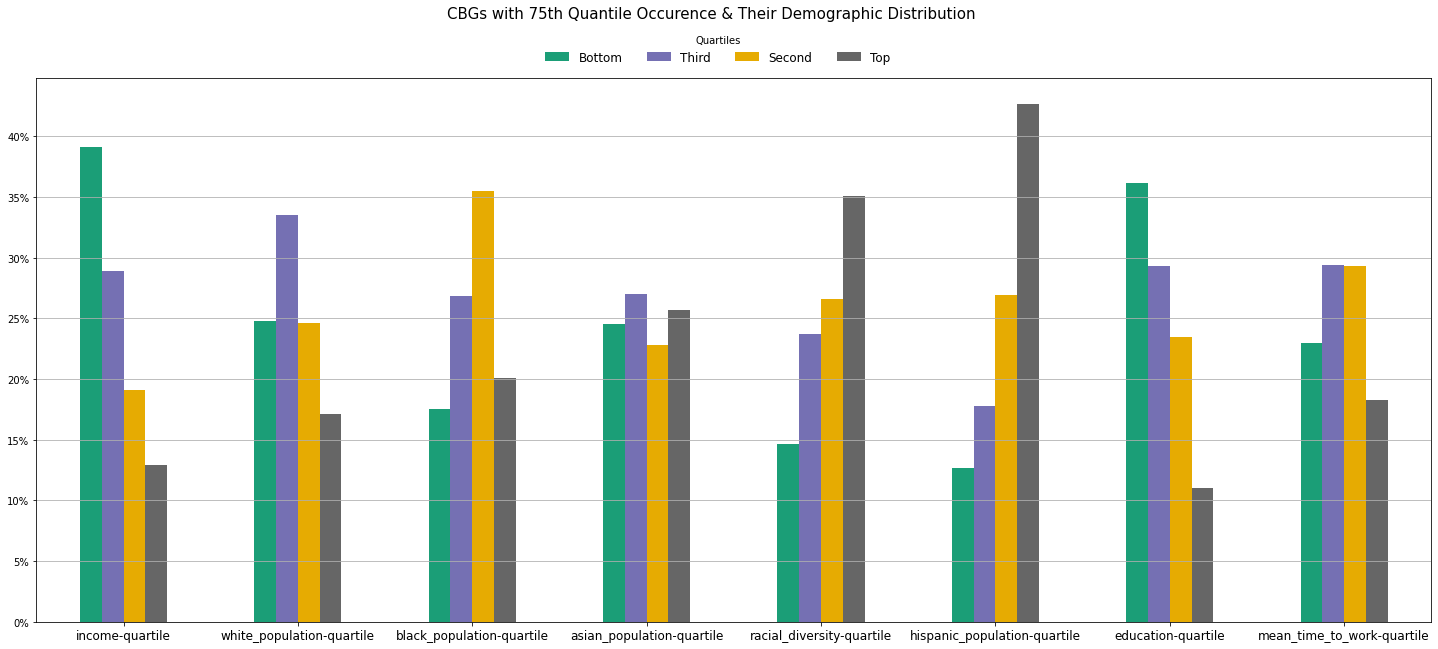 CBGs with 75th Quantile Occurence & Their Demographic Distribution
Quartiles
Bottom Third Second Top
40%
35%
30%
25%
20%
15%
10%
5%
0%
income-quartile white_population-quartile black_population-quartile asian_population-quartile racial_diversity-quartile hispanic_population-quartile education-quartile mean_time_to_work-quartile